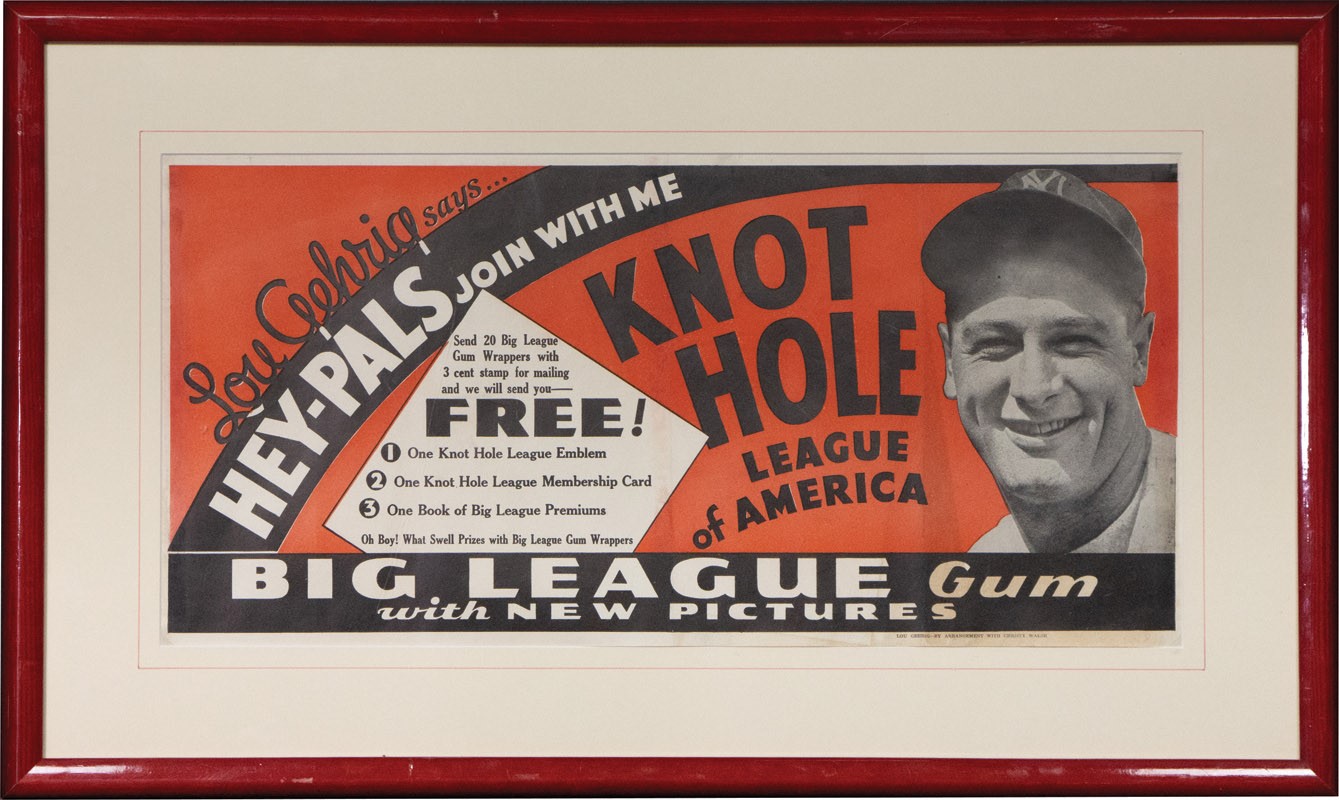 Lou Gehrig says...
HEY-PALS'
JOIN WITH ME
KNOT
HOLE
LEAGUE
of AMERICA
NY
Send 20 Big League
Gum Wrappers with
3 cent stamp for mailing
and we will send you—
FREE!
1 One Knot Hole League Emblem
2 One Knot Hole League Membership Card
3 One Book of Big League Premiums
Oh Boy! What Swell Prizes with Big League Gum Wrappers
BIG LEAGUE Gum
with NEW PICTURES
LOU GEHRIG—BY ARRANGEMENT WITH CHRISTY WALSH